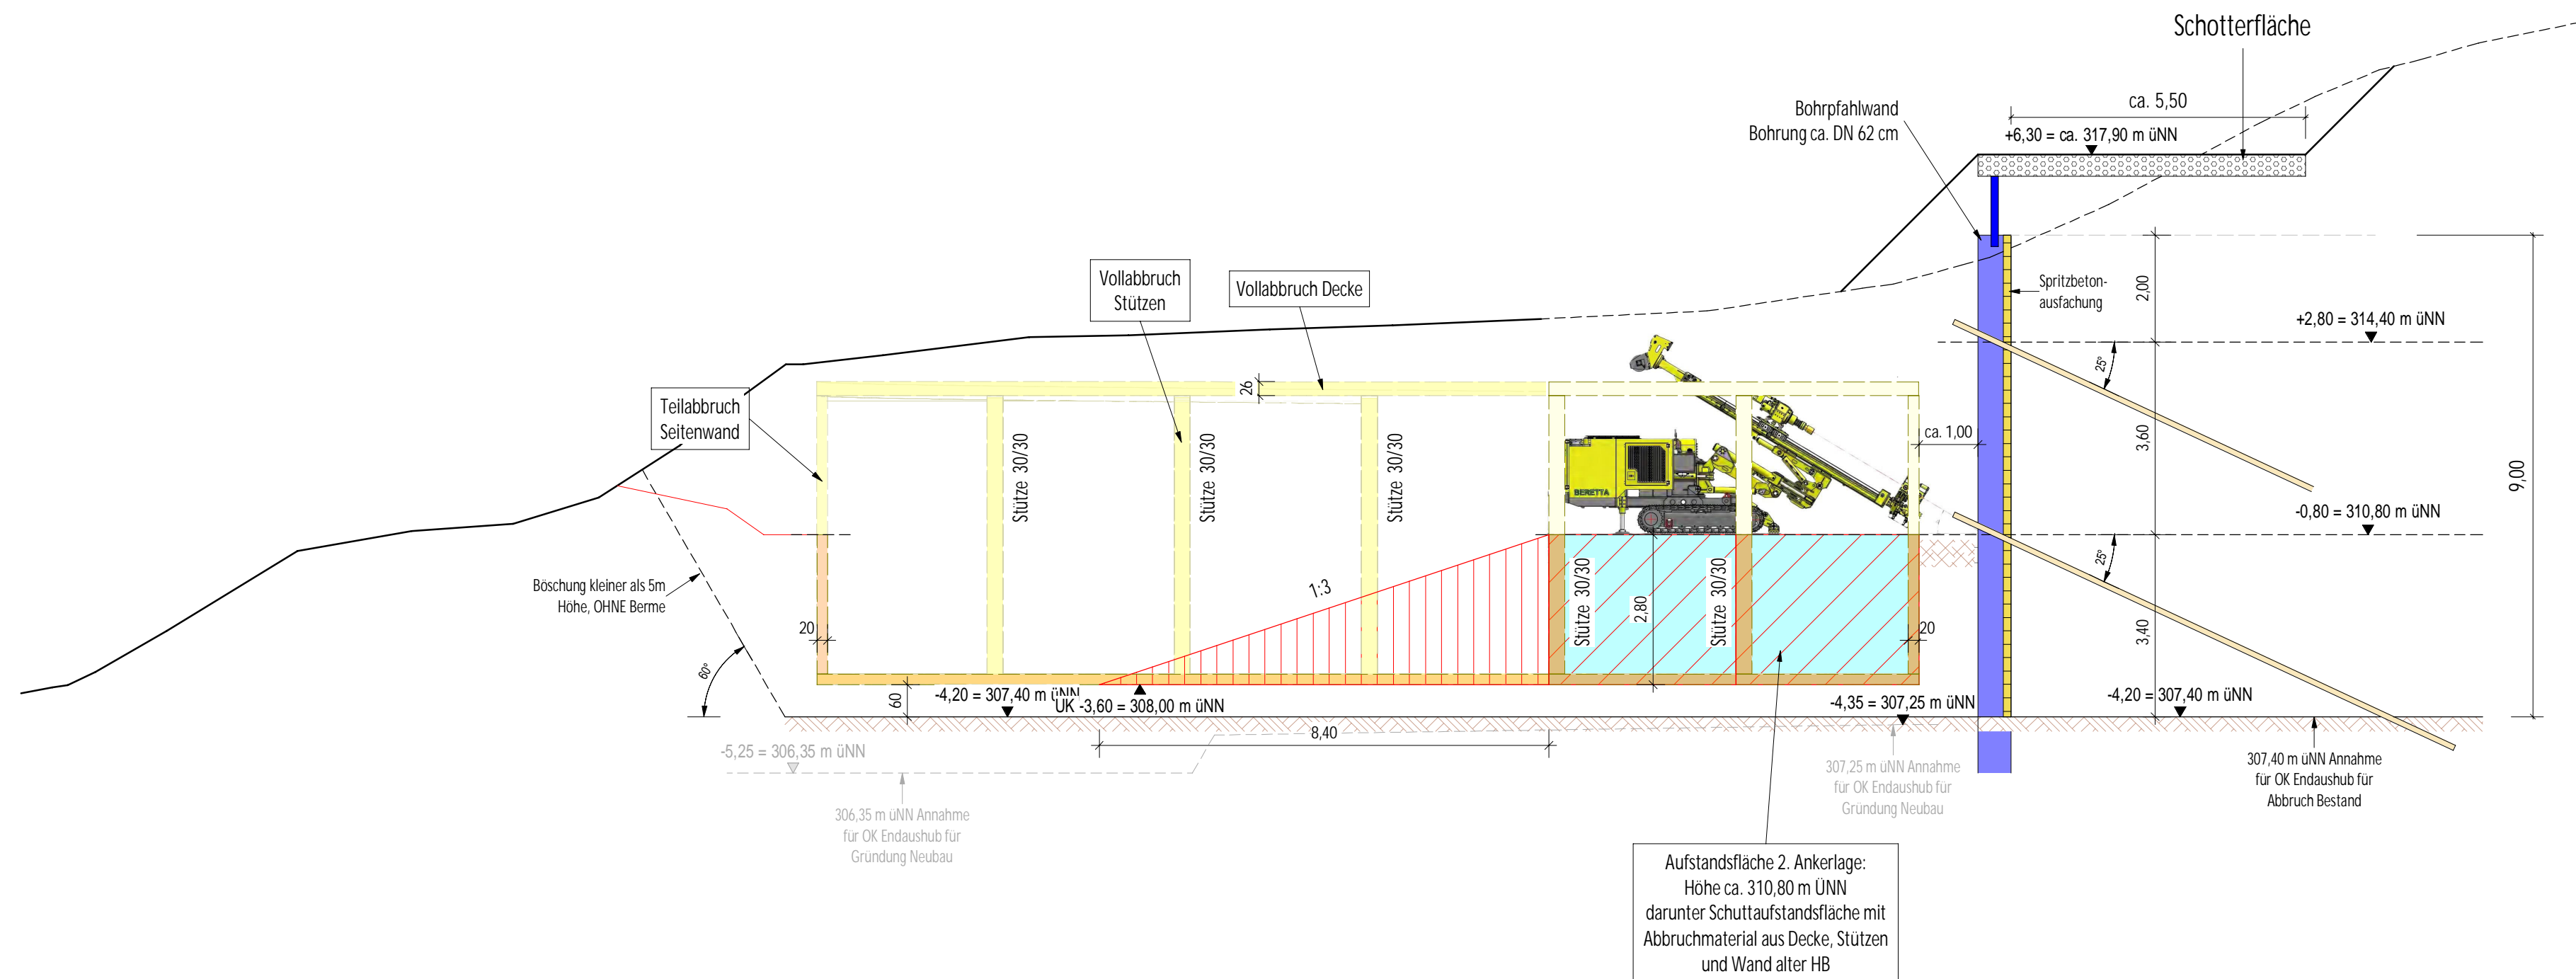 Schotterfläche
ca. 5,50
Bohrpfahlwand
Bohrung ca. DN 62 cm
+6,30 = ca. 317,90 m üNN
Vollabbruch
Stützen
Vollabbruch Decke
Spritzbeton-
ausfachung
2,00
+2,80 = 314,40 m üNN
25°
26
Teilabbruch
Seitenwand
Stütze 30/30
Stütze 30/30
Stütze 30/30
BERETTA
ca. 1,00
3,60
9,00
-0,80 = 310,80 m üNN
25°
Böschung kleiner als 5m
Höhe, OHNE Berme
1:3
Stütze 30/30
2,80
Stütze 30/30
20
20
3,40
60°
60
-4,20 = 307,40 m üNN
UK -3,60 = 308,00 m üNN
-4,35 = 307,25 m üNN
-4,20 = 307,40 m üNN
8,40
-5,25 = 306,35 m üNN
306,35 m üNN Annahme
für OK Endaushub für
Gründung Neubau
307,25 m üNN Annahme
für OK Endaushub für
Gründung Neubau
307,40 m üNN Annahme
für OK Endaushub für
Abbruch Bestand
Aufstandsfläche 2. Ankerlage:
Höhe ca. 310,80 m ÜNN
darunter Schuttaufstandsfläche mit
Abbruchmaterial aus Decke, Stützen
und Wand alter HB